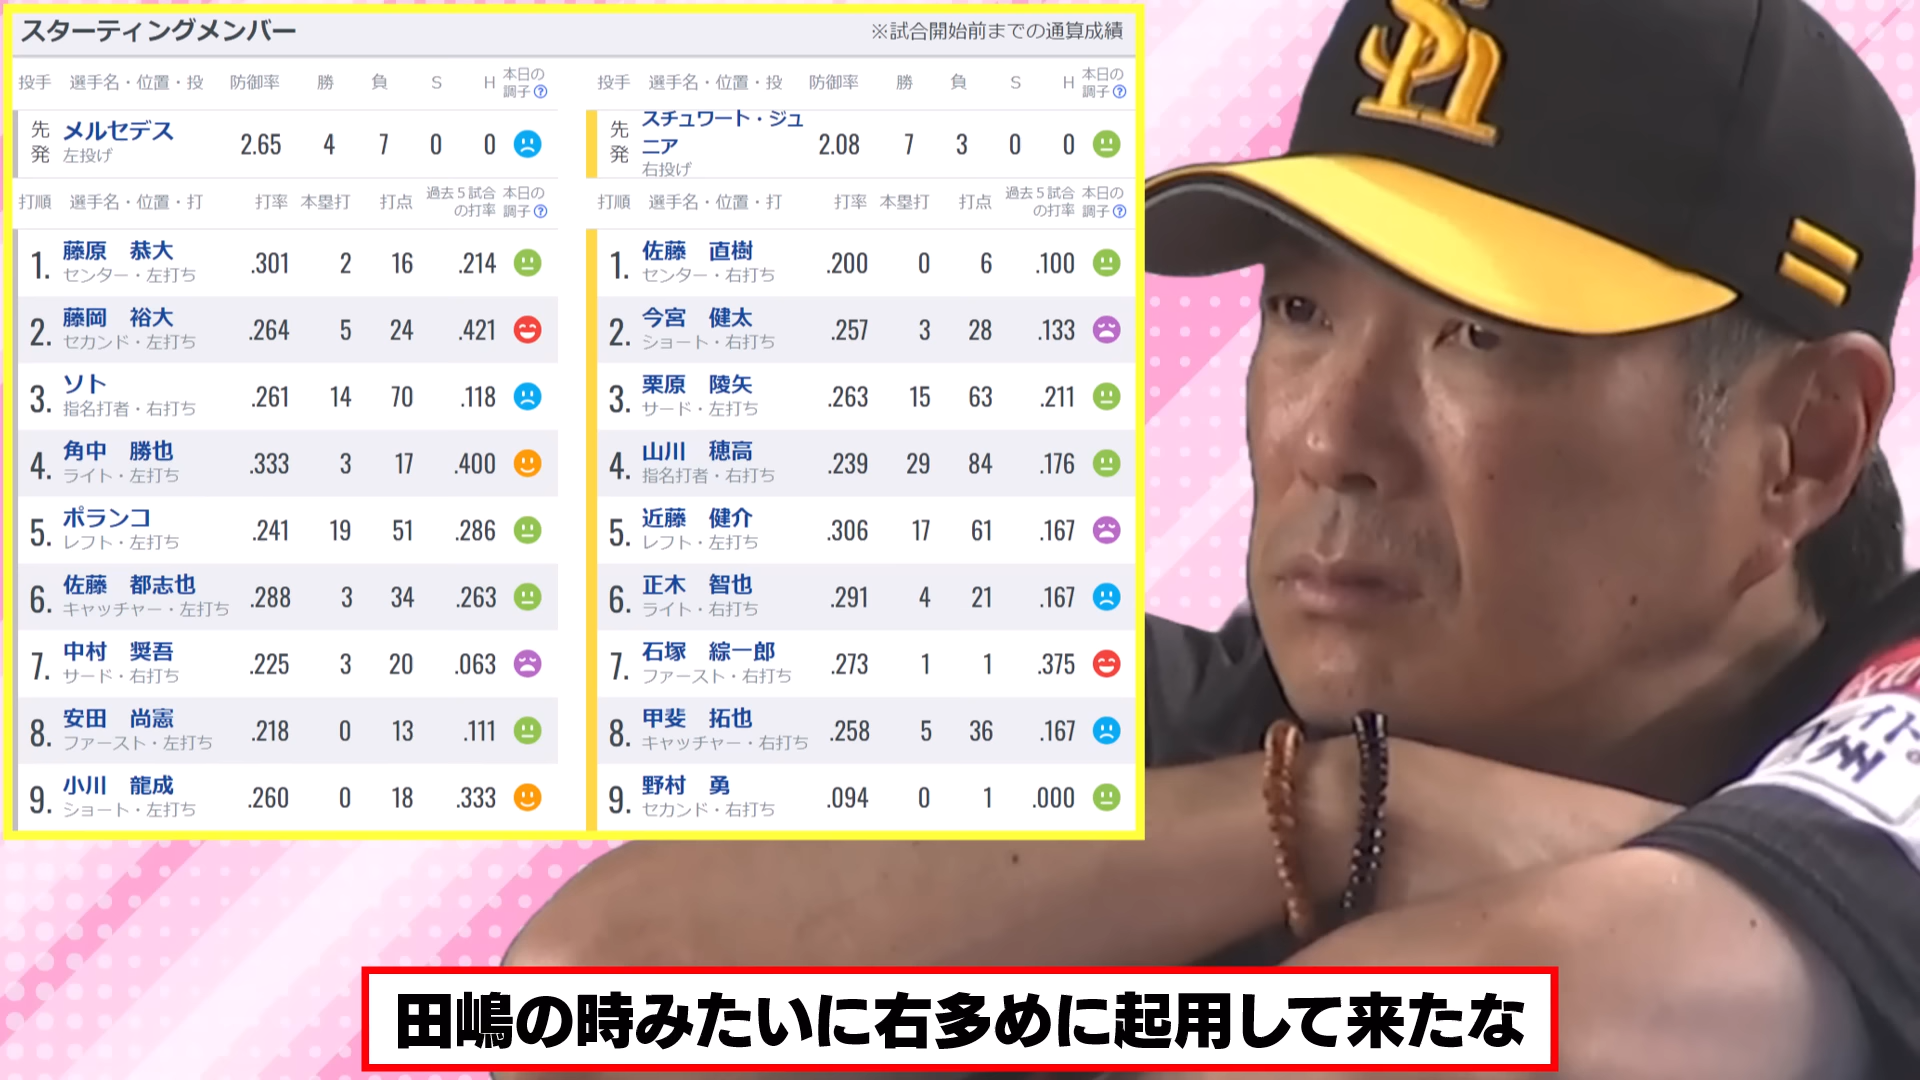 スターティングメンバー
※試合開始前までの通算成績
投手 選手名・位置・投 防御率 勝 負 S H 本日の調子?
先発 メルセデス 2.65 4 7 0 0
左投げ
打順 選手名・位置・打 打率 本塁打 打点 過去5試合の打率 本日の調子?
1. 藤原 恭大 .301 2 16 .214
センター・左打ち
2. 藤岡 裕大 .264 5 24 .421
セカンド・左打ち
3. ソト .261 14 70 .118
指名打者・右打ち
4. 角中 勝也 .333 3 17 .400
ライト・左打ち
5. ポランコ .241 19 51 .286
レフト・左打ち
6. 佐藤 都志也 .288 3 34 .263
キャッチャー・左打ち
7. 中村 奨吾 .225 3 20 .063
サード・右打ち
8. 安田 尚憲 .218 0 13 .111
ファースト・左打ち
9. 小川 龍成 .260 0 18 .333
ショート・左打ち
投手 選手名・位置・投 防御率 勝 負 S H 本日の調子?
先発 スチュワート・ジュニア 2.08 7 3 0 0
右投げ
打順 選手名・位置・打 打率 本塁打 打点 過去5試合の打率 本日の調子?
1. 佐藤 直樹 .200 0 6 .100
センター・右打ち
2. 今宮 健太 .257 3 28 .133
ショート・右打ち
3. 栗原 陵矢 .263 15 63 .211
サード・左打ち
4. 山川 穂高 .239 29 84 .176
指名打者・右打ち
5. 近藤 健介 .306 17 61 .167
レフト・左打ち
6. 正木 智也 .291 4 21 .167
ライト・右打ち
7. 石塚 綜一郎 .273 1 1 .375
ファースト・右打ち
8. 甲斐 拓也 .258 5 36 .167
キャッチャー・右打ち
9. 野村 勇 .094 0 1 .000
セカンド・右打ち
SH
田嶋の時みたいに右多めに起用して来たな